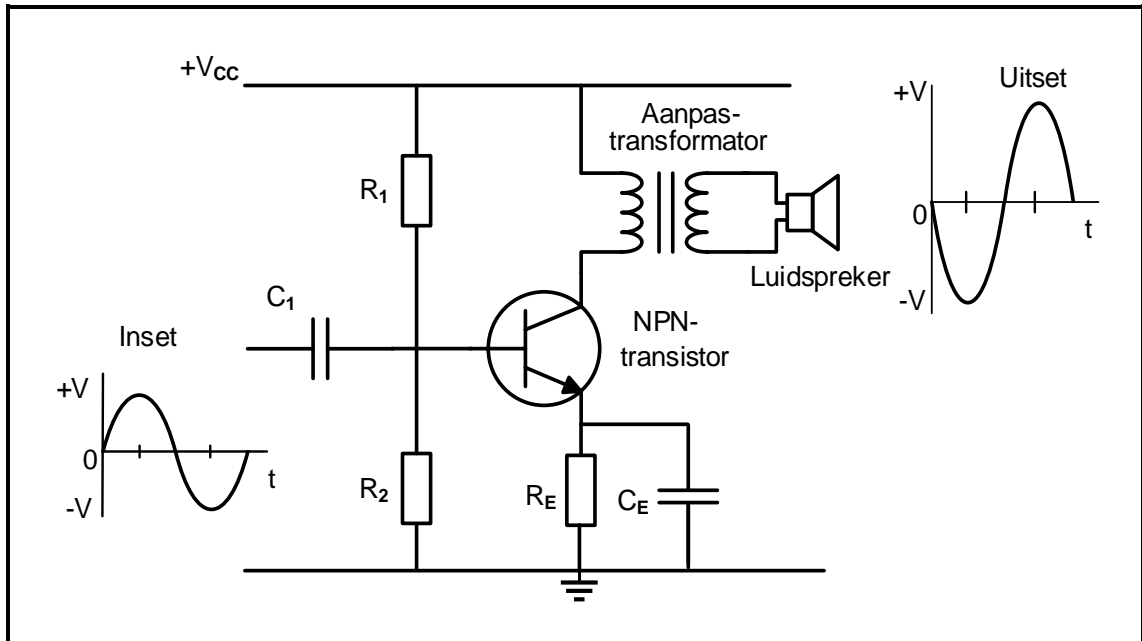 +VCC
Uitset
+V
0
-V
t
Aanpas-
transformator
R1
Luidspreker
C1
NPN-
transistor
Inset
+V
0
-V
t
R2
RE
CE